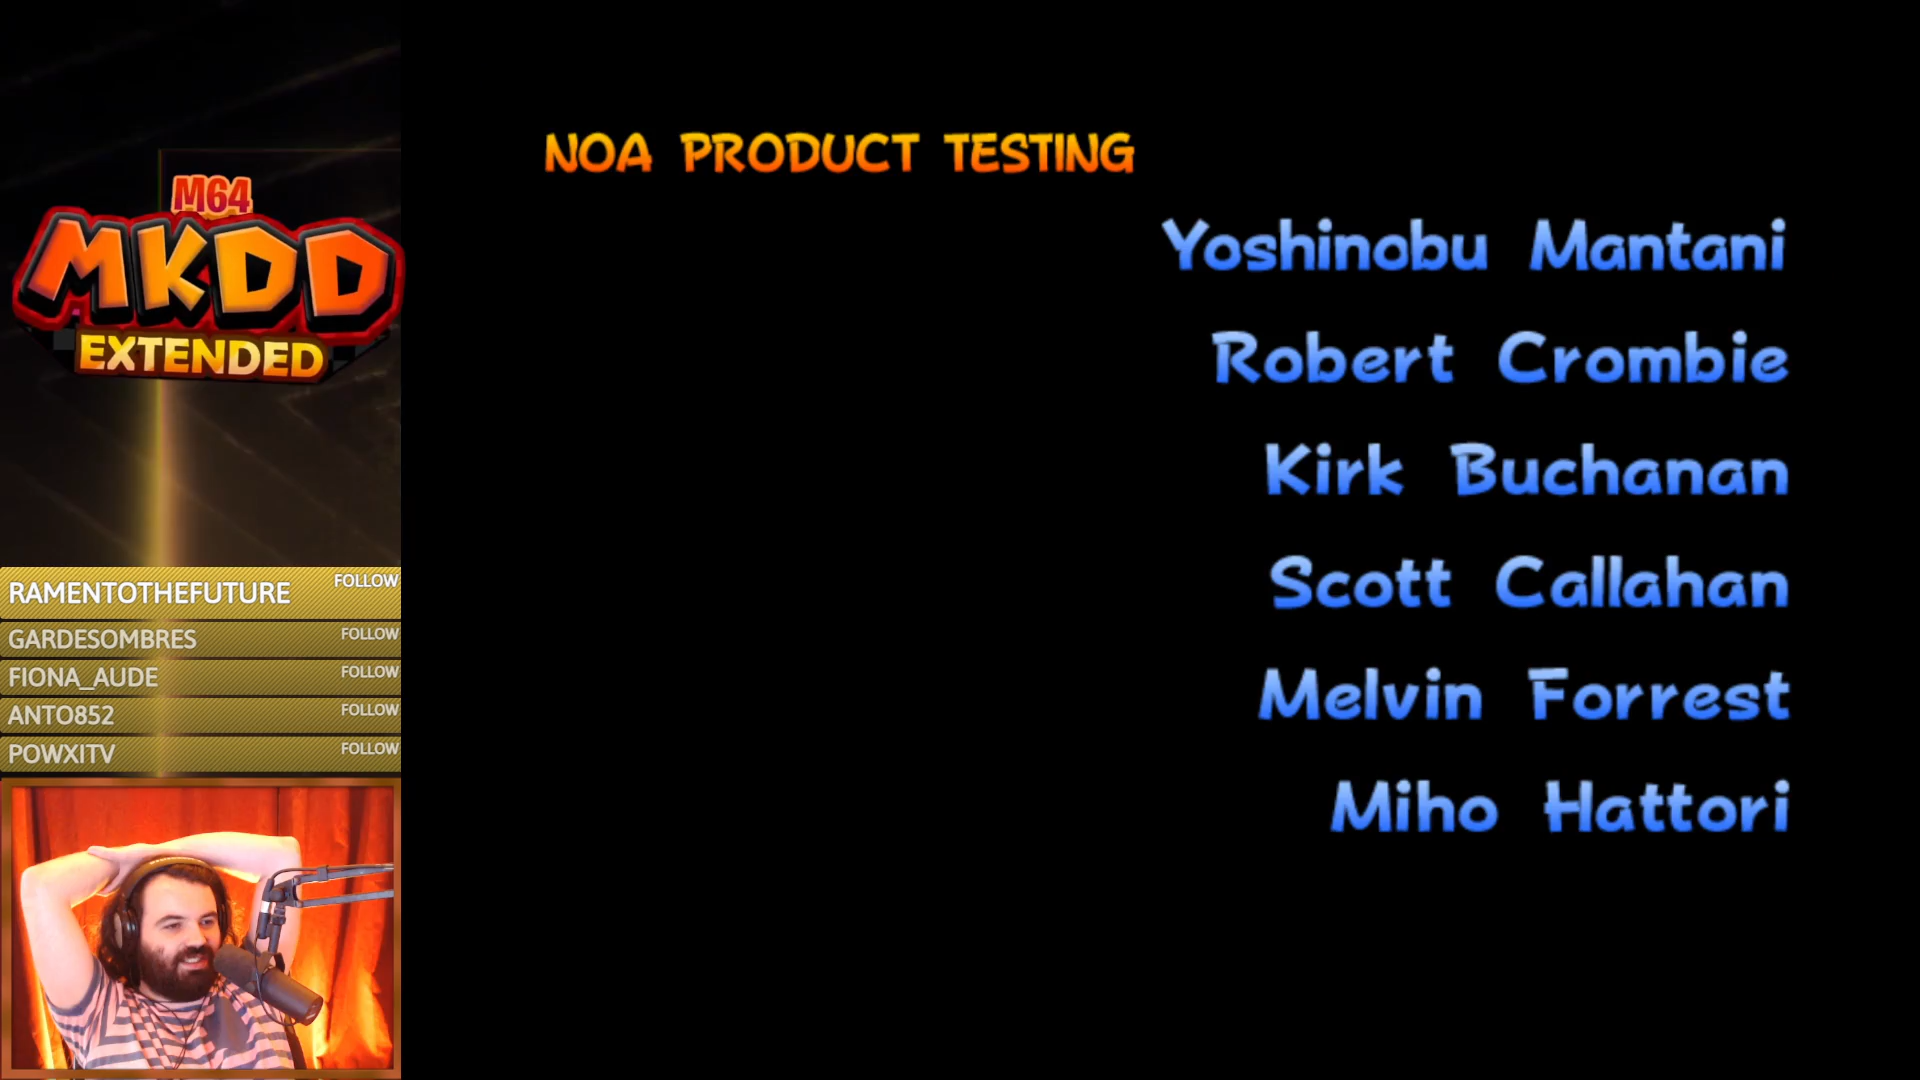 M64
MKDD
EXTENDED
RAMENTOTHEFUTURE FOLLOW
GARDESOMBRES FOLLOW
FIONA_AUDE FOLLOW
ANTO852 FOLLOW
POWXITV FOLLOW
NOA PRODUCT TESTING
Yoshinobu Mantani
Robert Crombie
Kirk Buchanan
Scott Callahan
Melvin Forrest
Miho Hattori